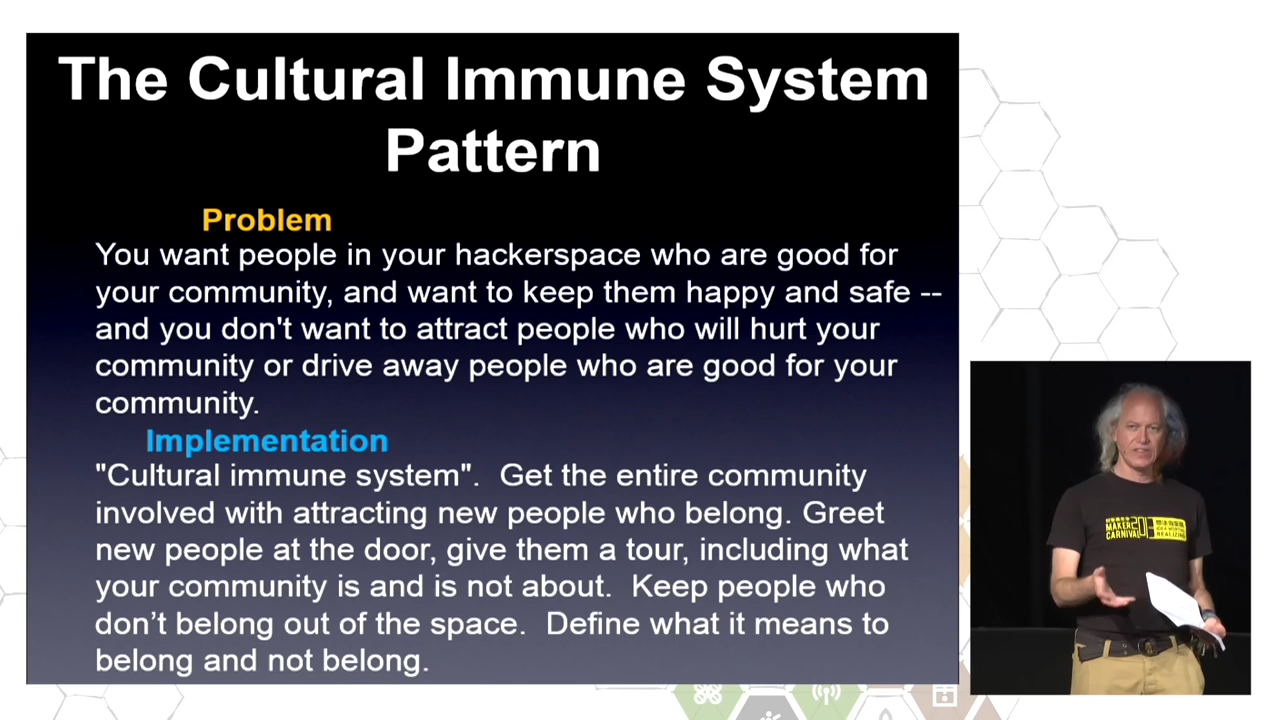 The Cultural Immune System
Pattern
Problem
You want people in your hackerspace who are good for
your community, and want to keep them happy and safe --
and you don't want to attract people who will hurt your
community or drive away people who are good for your
community.
Implementation
"Cultural immune system".  Get the entire community
involved with attracting new people who belong. Greet
new people at the door, give them a tour, including what
your community is and is not about.  Keep people who
don’t belong out of the space.  Define what it means to
belong and not belong.
MAKER
CARNIVAL